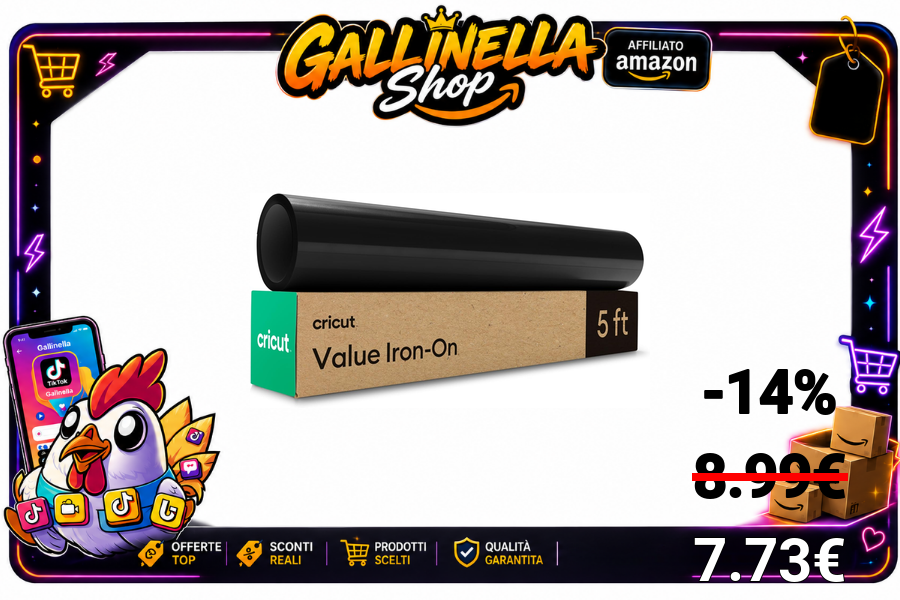 GALLINELLA
Shop
AFFILIATO
amazon
cricut
cricut
Value Iron-On
5 ft
Gallinella
TikTok
Gallinella
-14%
8.99€
7.73€
OFFERTE
TOP
SCONTI
REALI
PRODOTTI
SCELTI
QUALITÀ
GARANTITA